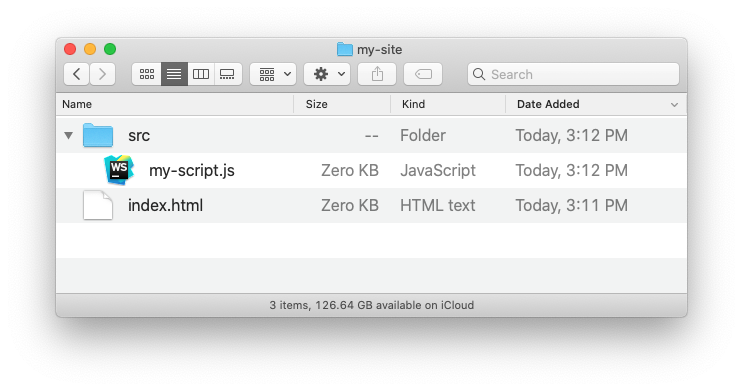 my-site
Search
Name Size Kind Date Added
src -- Folder Today, 3:12 PM
WS my-script.js Zero KB JavaScript Today, 3:12 PM
index.html Zero KB HTML text Today, 3:11 PM
3 items, 126.64 GB available on iCloud